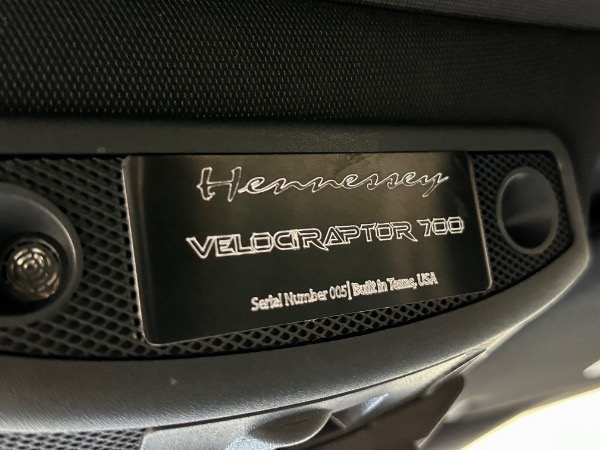 Hennessey
VELOCIRAPTOR 700
Serial Number 005 | Built in Texas, USA